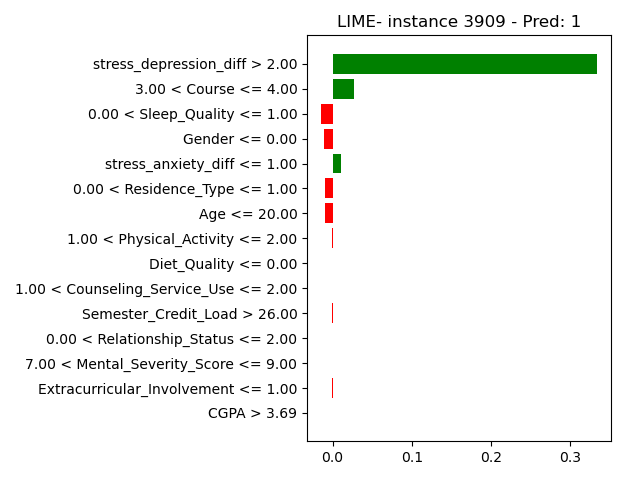 LIME- instance 3909 - Pred: 1
stress_depression_diff > 2.00
3.00 < Course <= 4.00
0.00 < Sleep_Quality <= 1.00
Gender <= 0.00
stress_anxiety_diff <= 1.00
0.00 < Residence_Type <= 1.00
Age <= 20.00
1.00 < Physical_Activity <= 2.00
Diet_Quality <= 0.00
1.00 < Counseling_Service_Use <= 2.00
Semester_Credit_Load > 26.00
0.00 < Relationship_Status <= 2.00
7.00 < Mental_Severity_Score <= 9.00
Extracurricular_Involvement <= 1.00
CGPA > 3.69
0.0 0.1 0.2 0.3